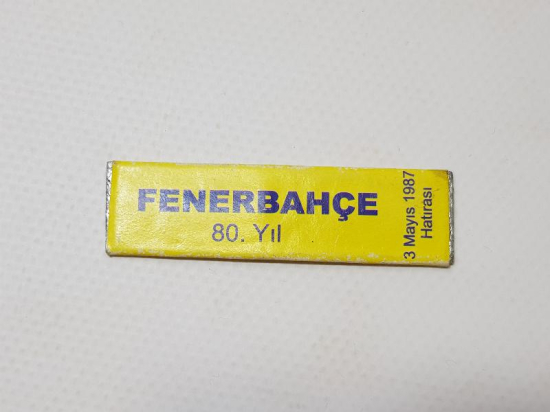 FENERBAHÇE
80. Yıl
3 Mayıs 1987
Hatırası